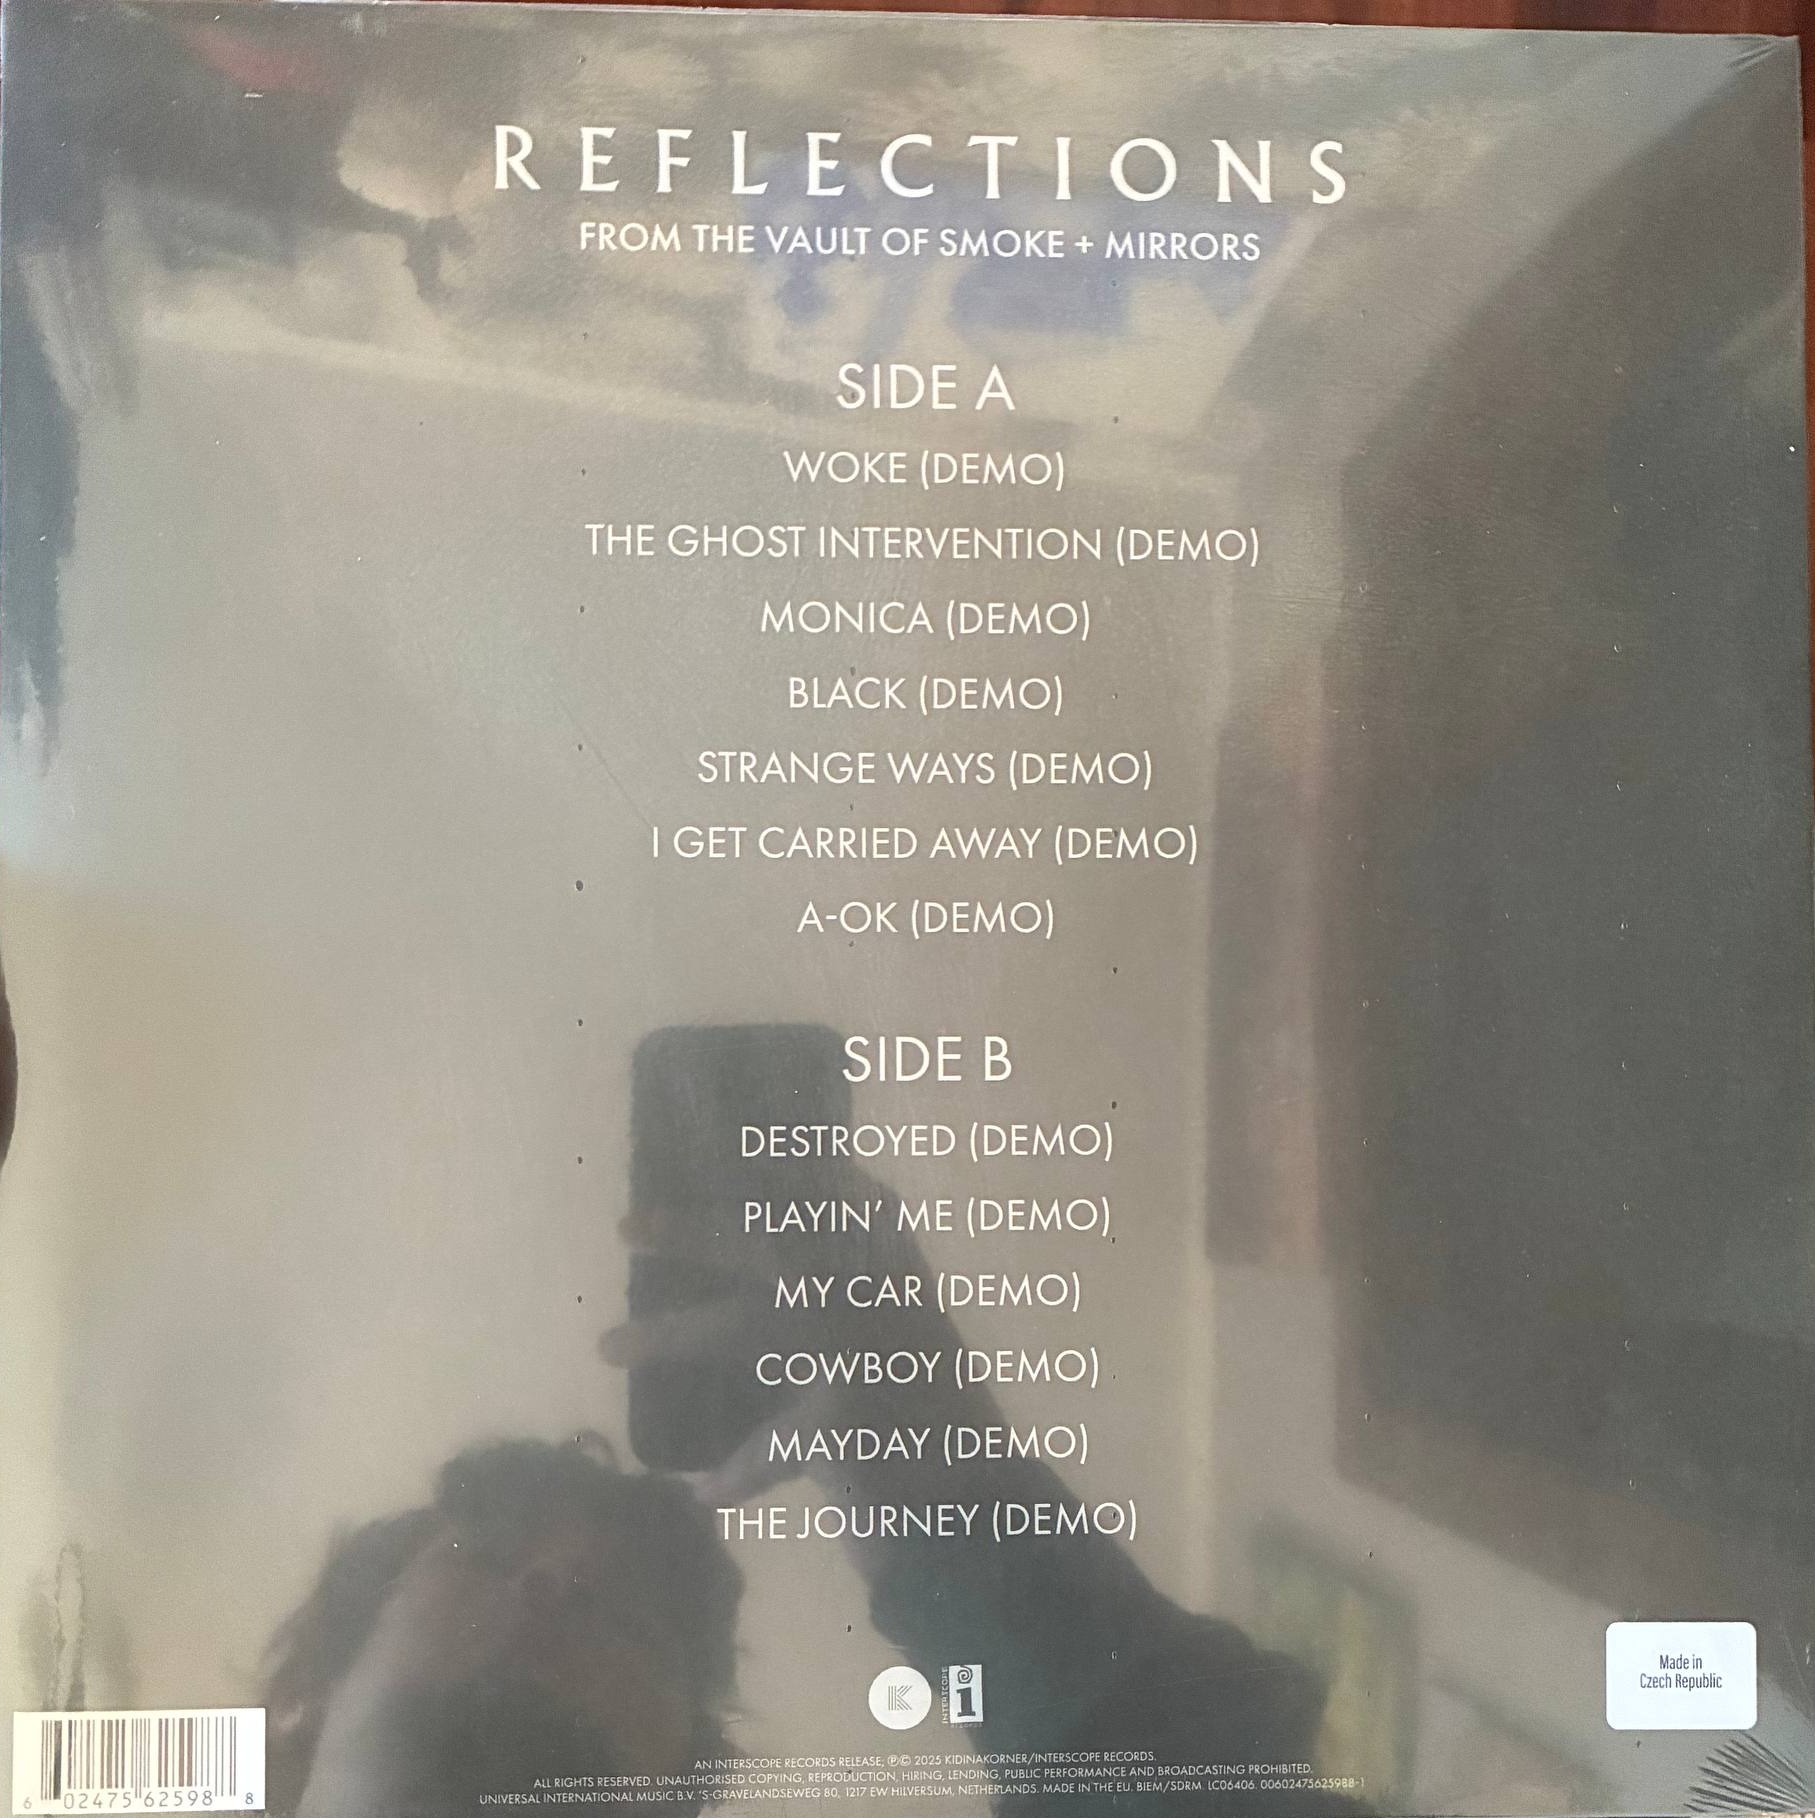 REFLECTIONS
FROM THE VAULT OF SMOKE + MIRRORS
SIDE A
WOKE (DEMO)
THE GHOST INTERVENTION (DEMO)
MONICA (DEMO)
BLACK (DEMO)
STRANGE WAYS (DEMO)
I GET CARRIED AWAY (DEMO)
A-OK (DEMO)
SIDE B
DESTROYED (DEMO)
PLAYIN' ME (DEMO)
MY CAR (DEMO)
COWBOY (DEMO)
MAYDAY (DEMO)
THE JOURNEY (DEMO)
Made in
Czech Republic
K
INTERSCOPE
i
RECORDS
AN INTERSCOPE RECORDS RELEASE; ℗© 2025 KIDINAKORNER/INTERSCOPE RECORDS.
ALL RIGHTS RESERVED. UNAUTHORISED COPYING, REPRODUCTION, HIRING, LENDING, PUBLIC PERFORMANCE AND BROADCASTING PROHIBITED.
UNIVERSAL INTERNATIONAL MUSIC B.V. 'S-GRAVELANDSEWEG 80, 1217 EW HILVERSUM, NETHERLANDS. MADE IN THE EU. BIEM/SDRM. LC06406. 00602475625988-1
6 02475 62598 8